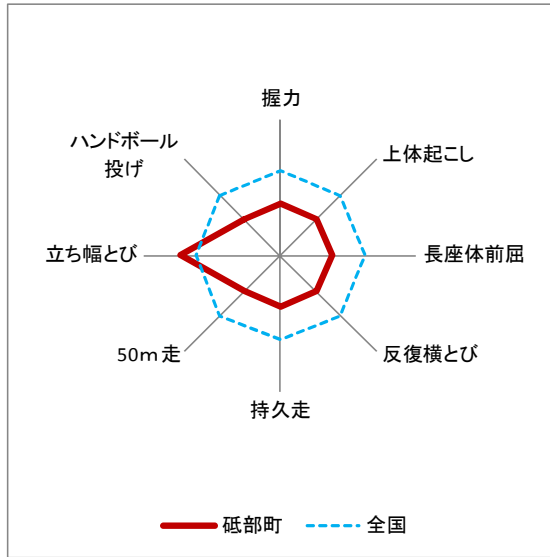 握力
ハンドボール
投げ
上体起こし
立ち幅とび
長座体前屈
50m走
反復横とび
持久走
砥部町
全国